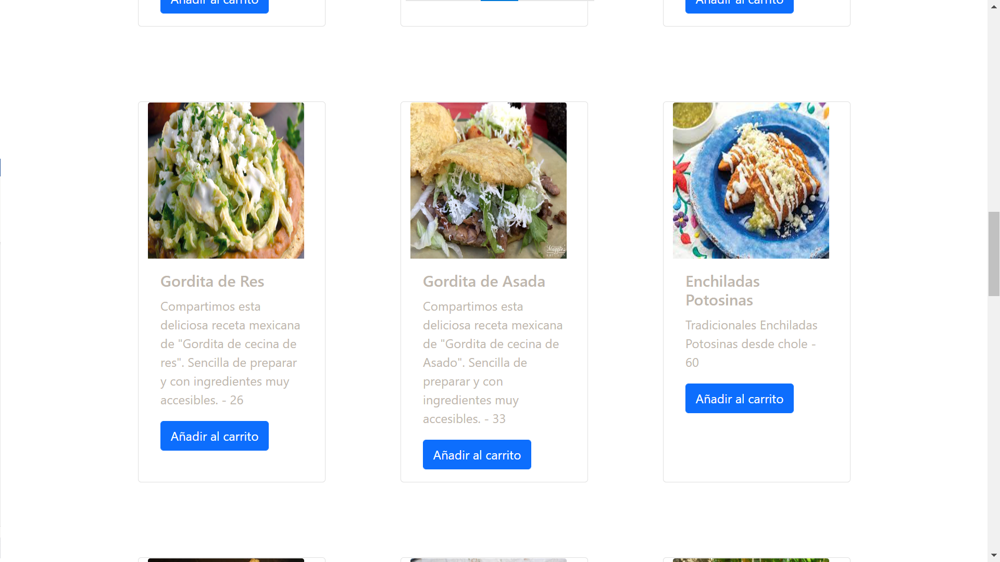 Añadir al carrito
Añadir al carrito
Maggie's
Gordita de Res
Compartimos esta
deliciosa receta mexicana
de "Gordita de cecina de
res". Sencilla de preparar
y con ingredientes muy
accesibles. - 26
Añadir al carrito
Gordita de Asada
Compartimos esta
deliciosa receta mexicana
de "Gordita de cecina de
Asado". Sencilla de
preparar y con
ingredientes muy
accesibles. - 33
Añadir al carrito
Enchiladas
Potosinas
Tradicionales Enchiladas
Potosinas desde chole -
60
Añadir al carrito